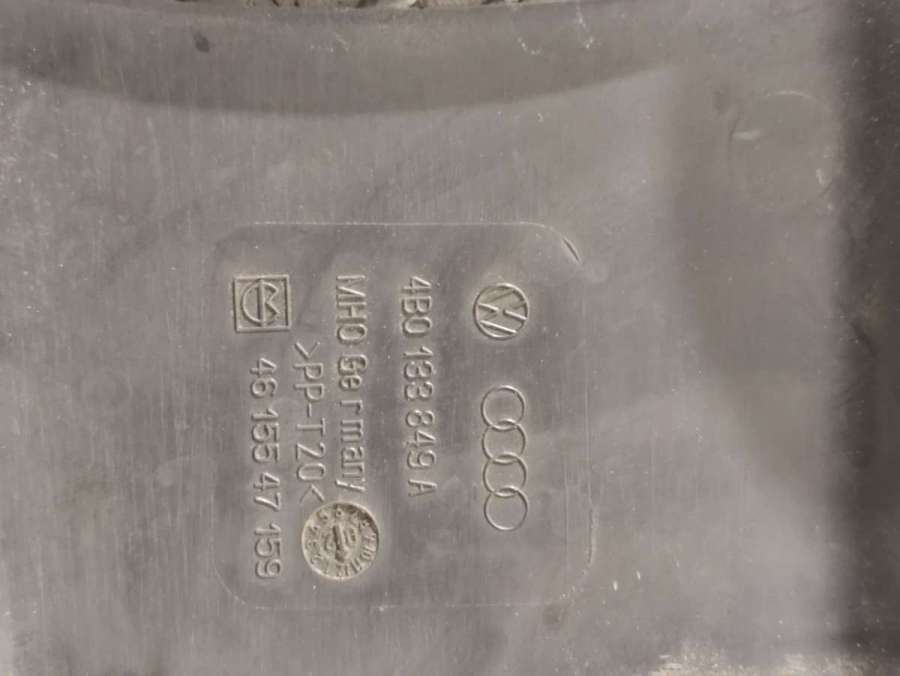 4B0 133 849 A
MHO Germany
>PP-T20<
46 155 47 159